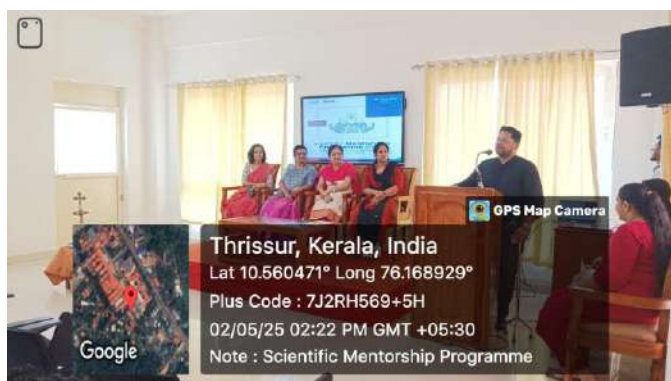 GPS Map Camera
Thrissur, Kerala, India
Lat 10.560471° Long 76.168929°
Plus Code : 7J2RH569+5H
02/05/25 02:22 PM GMT +05:30
Note : Scientific Mentorship Programme
Google